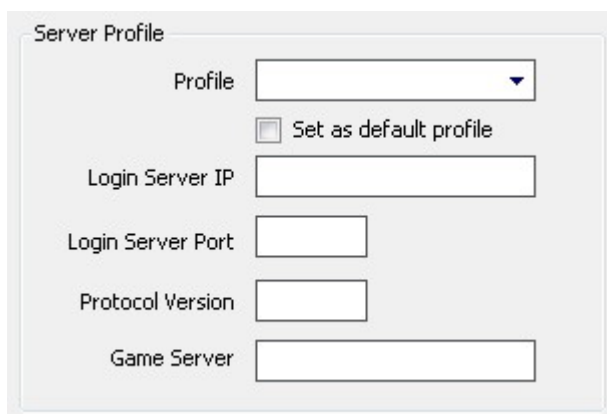 Server Profile
Profile
Set as default profile
Login Server IP
Login Server Port
Protocol Version
Game Server